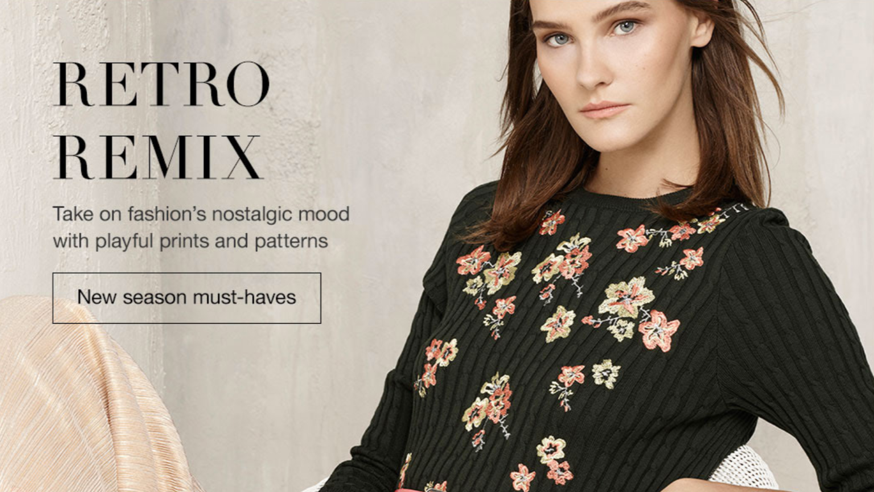 RETRO
REMIX
Take on fashion’s nostalgic mood
with playful prints and patterns
New season must-haves